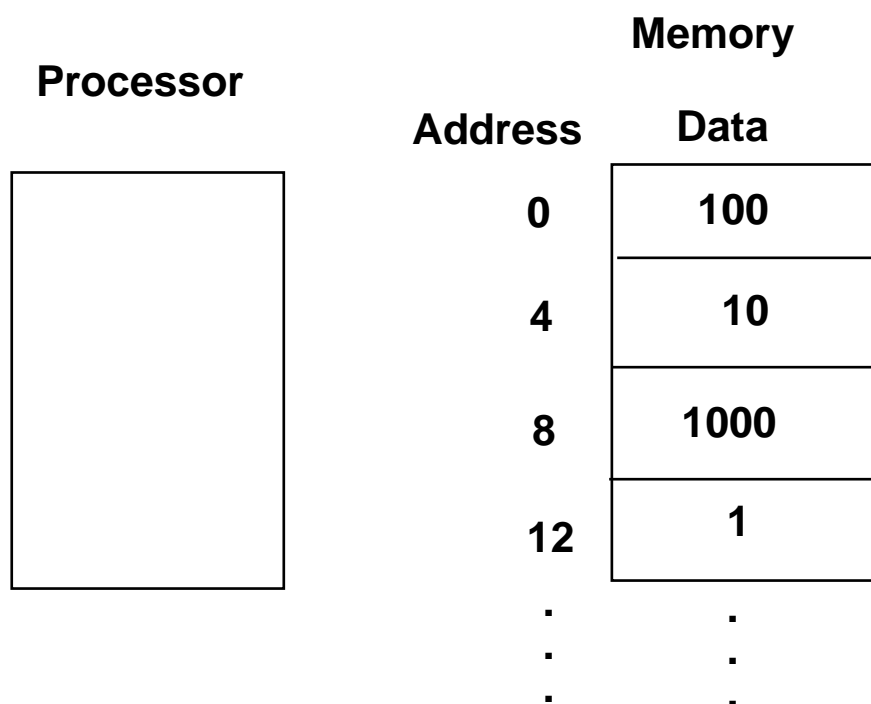 Memory
Processor
Address Data
0 100
4 10
8 1000
12 1
. .
. .
. .